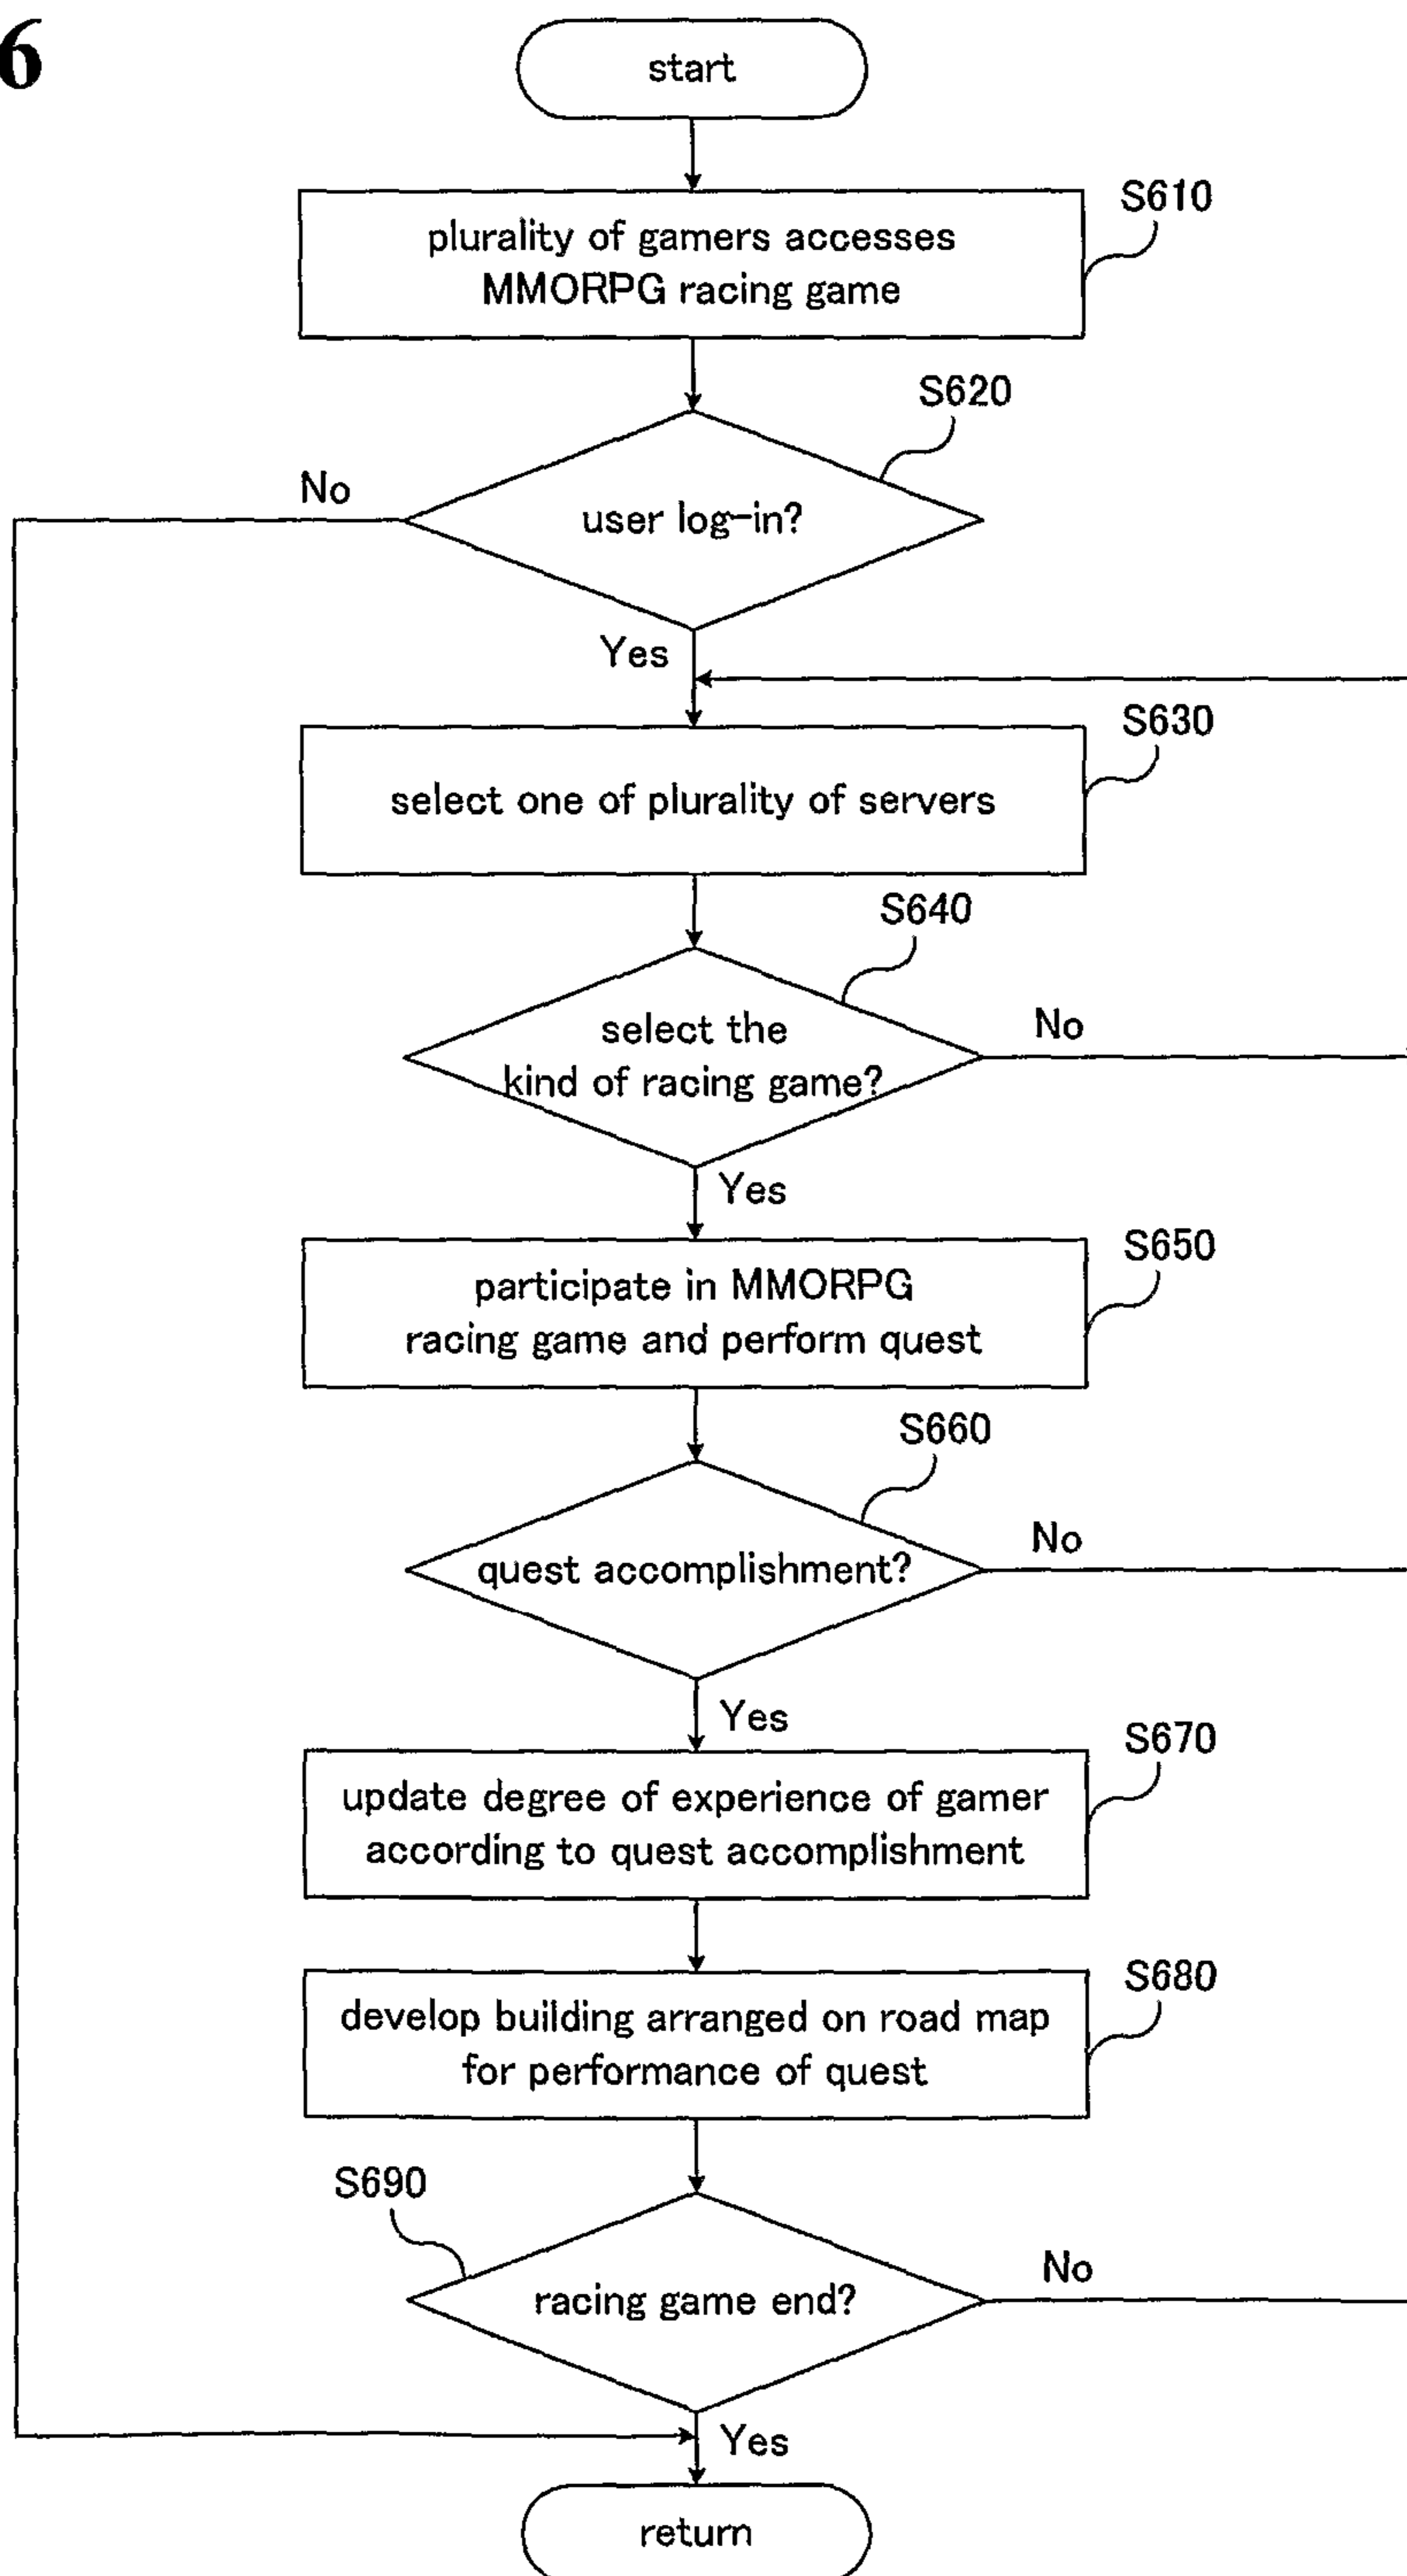 6
start
S610
plurality of gamers accesses
MMORPG racing game
S620
No
user log-in?
Yes
S630
select one of plurality of servers
S640
select the
No
kind of racing game?
Yes
S650
participate in MMORPG
racing game and perform quest
S660
No
quest accomplishment?
Yes
S670
update degree of experience of gamer
according to quest accomplishment
S680
develop building arranged on road map
for performance of quest
S690
No
racing game end?
Yes
return